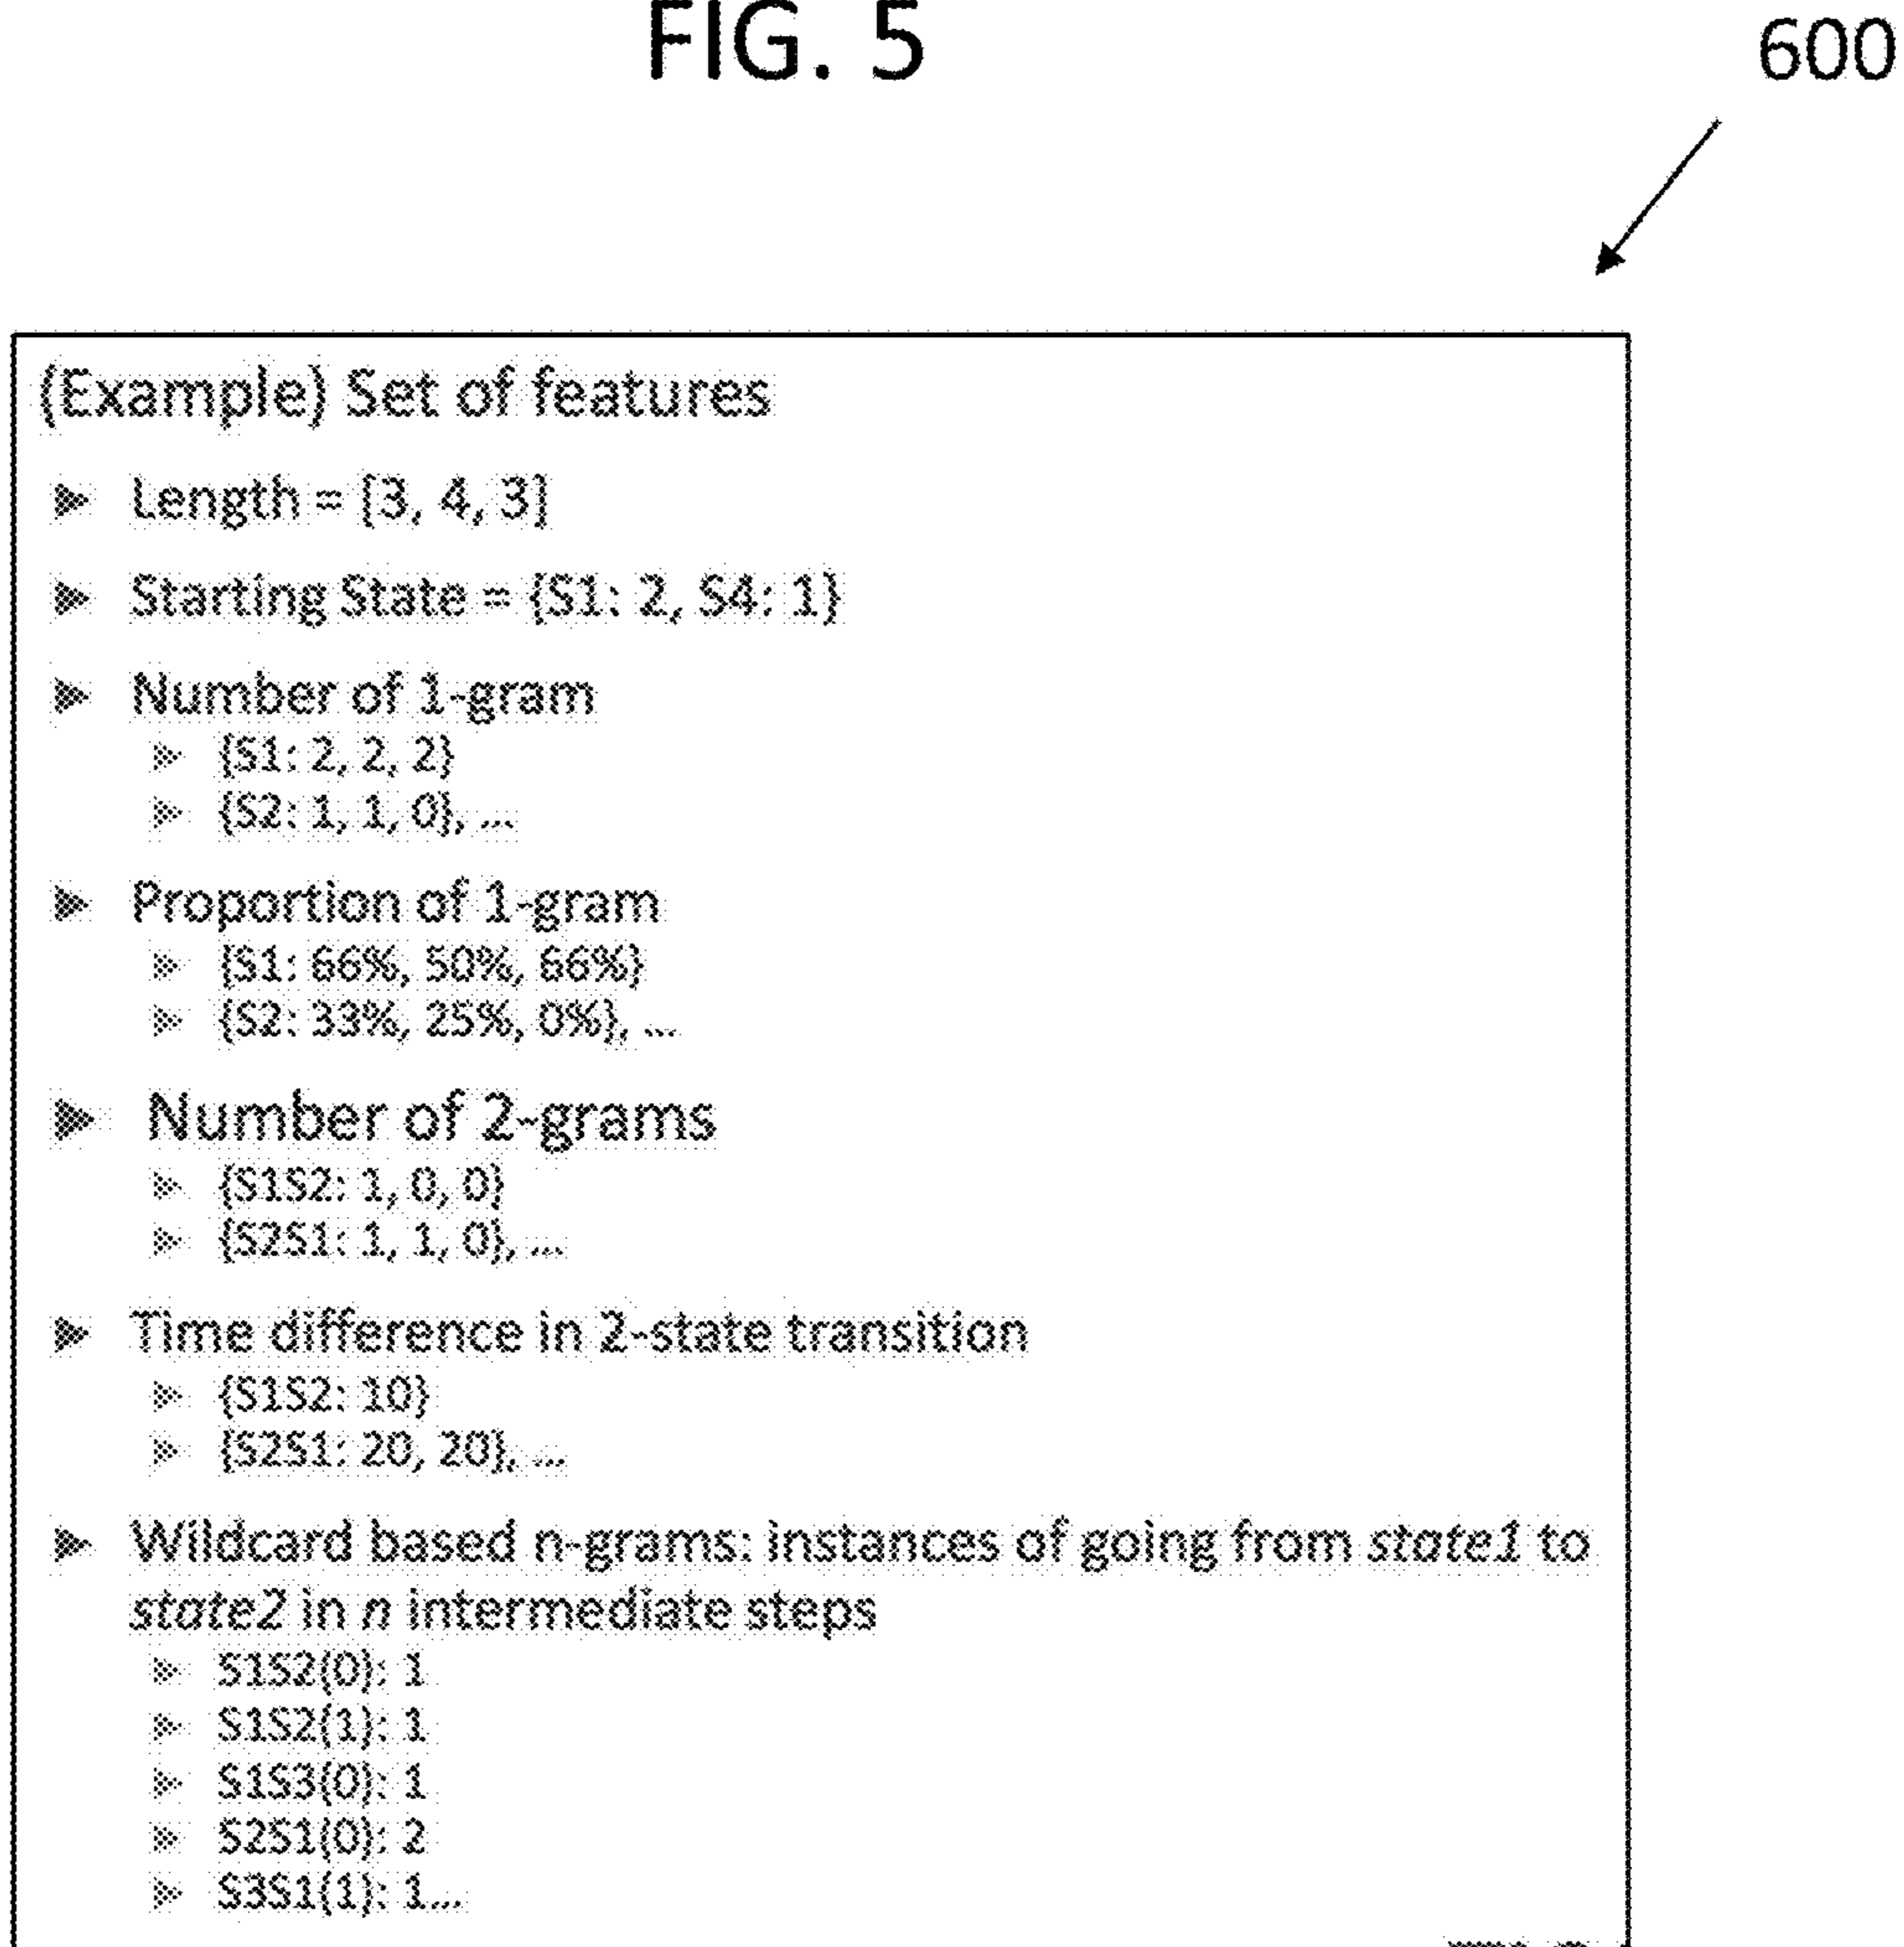 FIG. 5
600
(Example) Set of features
Length = [3, 4, 3]
Starting State = {S1: 2, S4: 1}
Number of 1-gram
{S1: 2, 2, 2}
{S2: 1, 1, 0}, ...
Proportion of 1-gram
{S1: 66%, 50%, 66%}
{S2: 33%, 25%, 0%}, ...
Number of 2-grams
{S1S2: 1, 0, 0}
{S2S1: 1, 1, 0}, ...
Time difference in 2-state transition
{S1S2: 10}
{S2S1: 20, 20}, ...
Wildcard based n-grams: instances of going from state1 to
state2 in n intermediate steps
S1S2(0): 1
S1S2(1): 1
S1S3(0): 1
S2S1(0): 2
S3S1(1): 1...